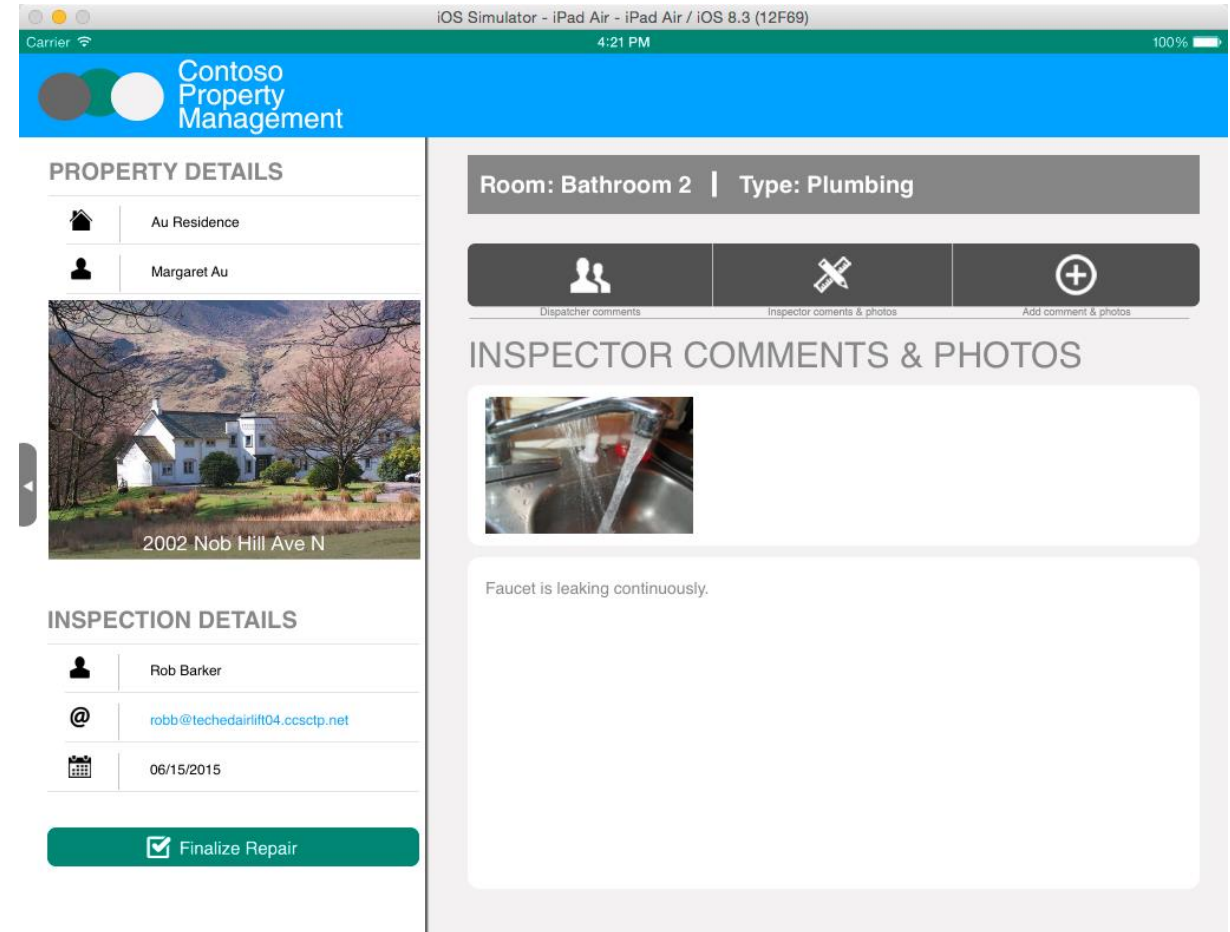 iOS Simulator - iPad Air - iPad Air / iOS 8.3 (12F69)
Carrier 4:21 PM 100%
Contoso
Property
Management
PROPERTY DETAILS
Au Residence
Margaret Au
2002 Nob Hill Ave N
INSPECTION DETAILS
Rob Barker
@ robb@techedairlift04.ccsctp.net
06/15/2015
Finalize Repair
Room: Bathroom 2 | Type: Plumbing
Dispatcher comments Inspector coments & photos Add comment & photos
INSPECTOR COMMENTS & PHOTOS
Faucet is leaking continuously.